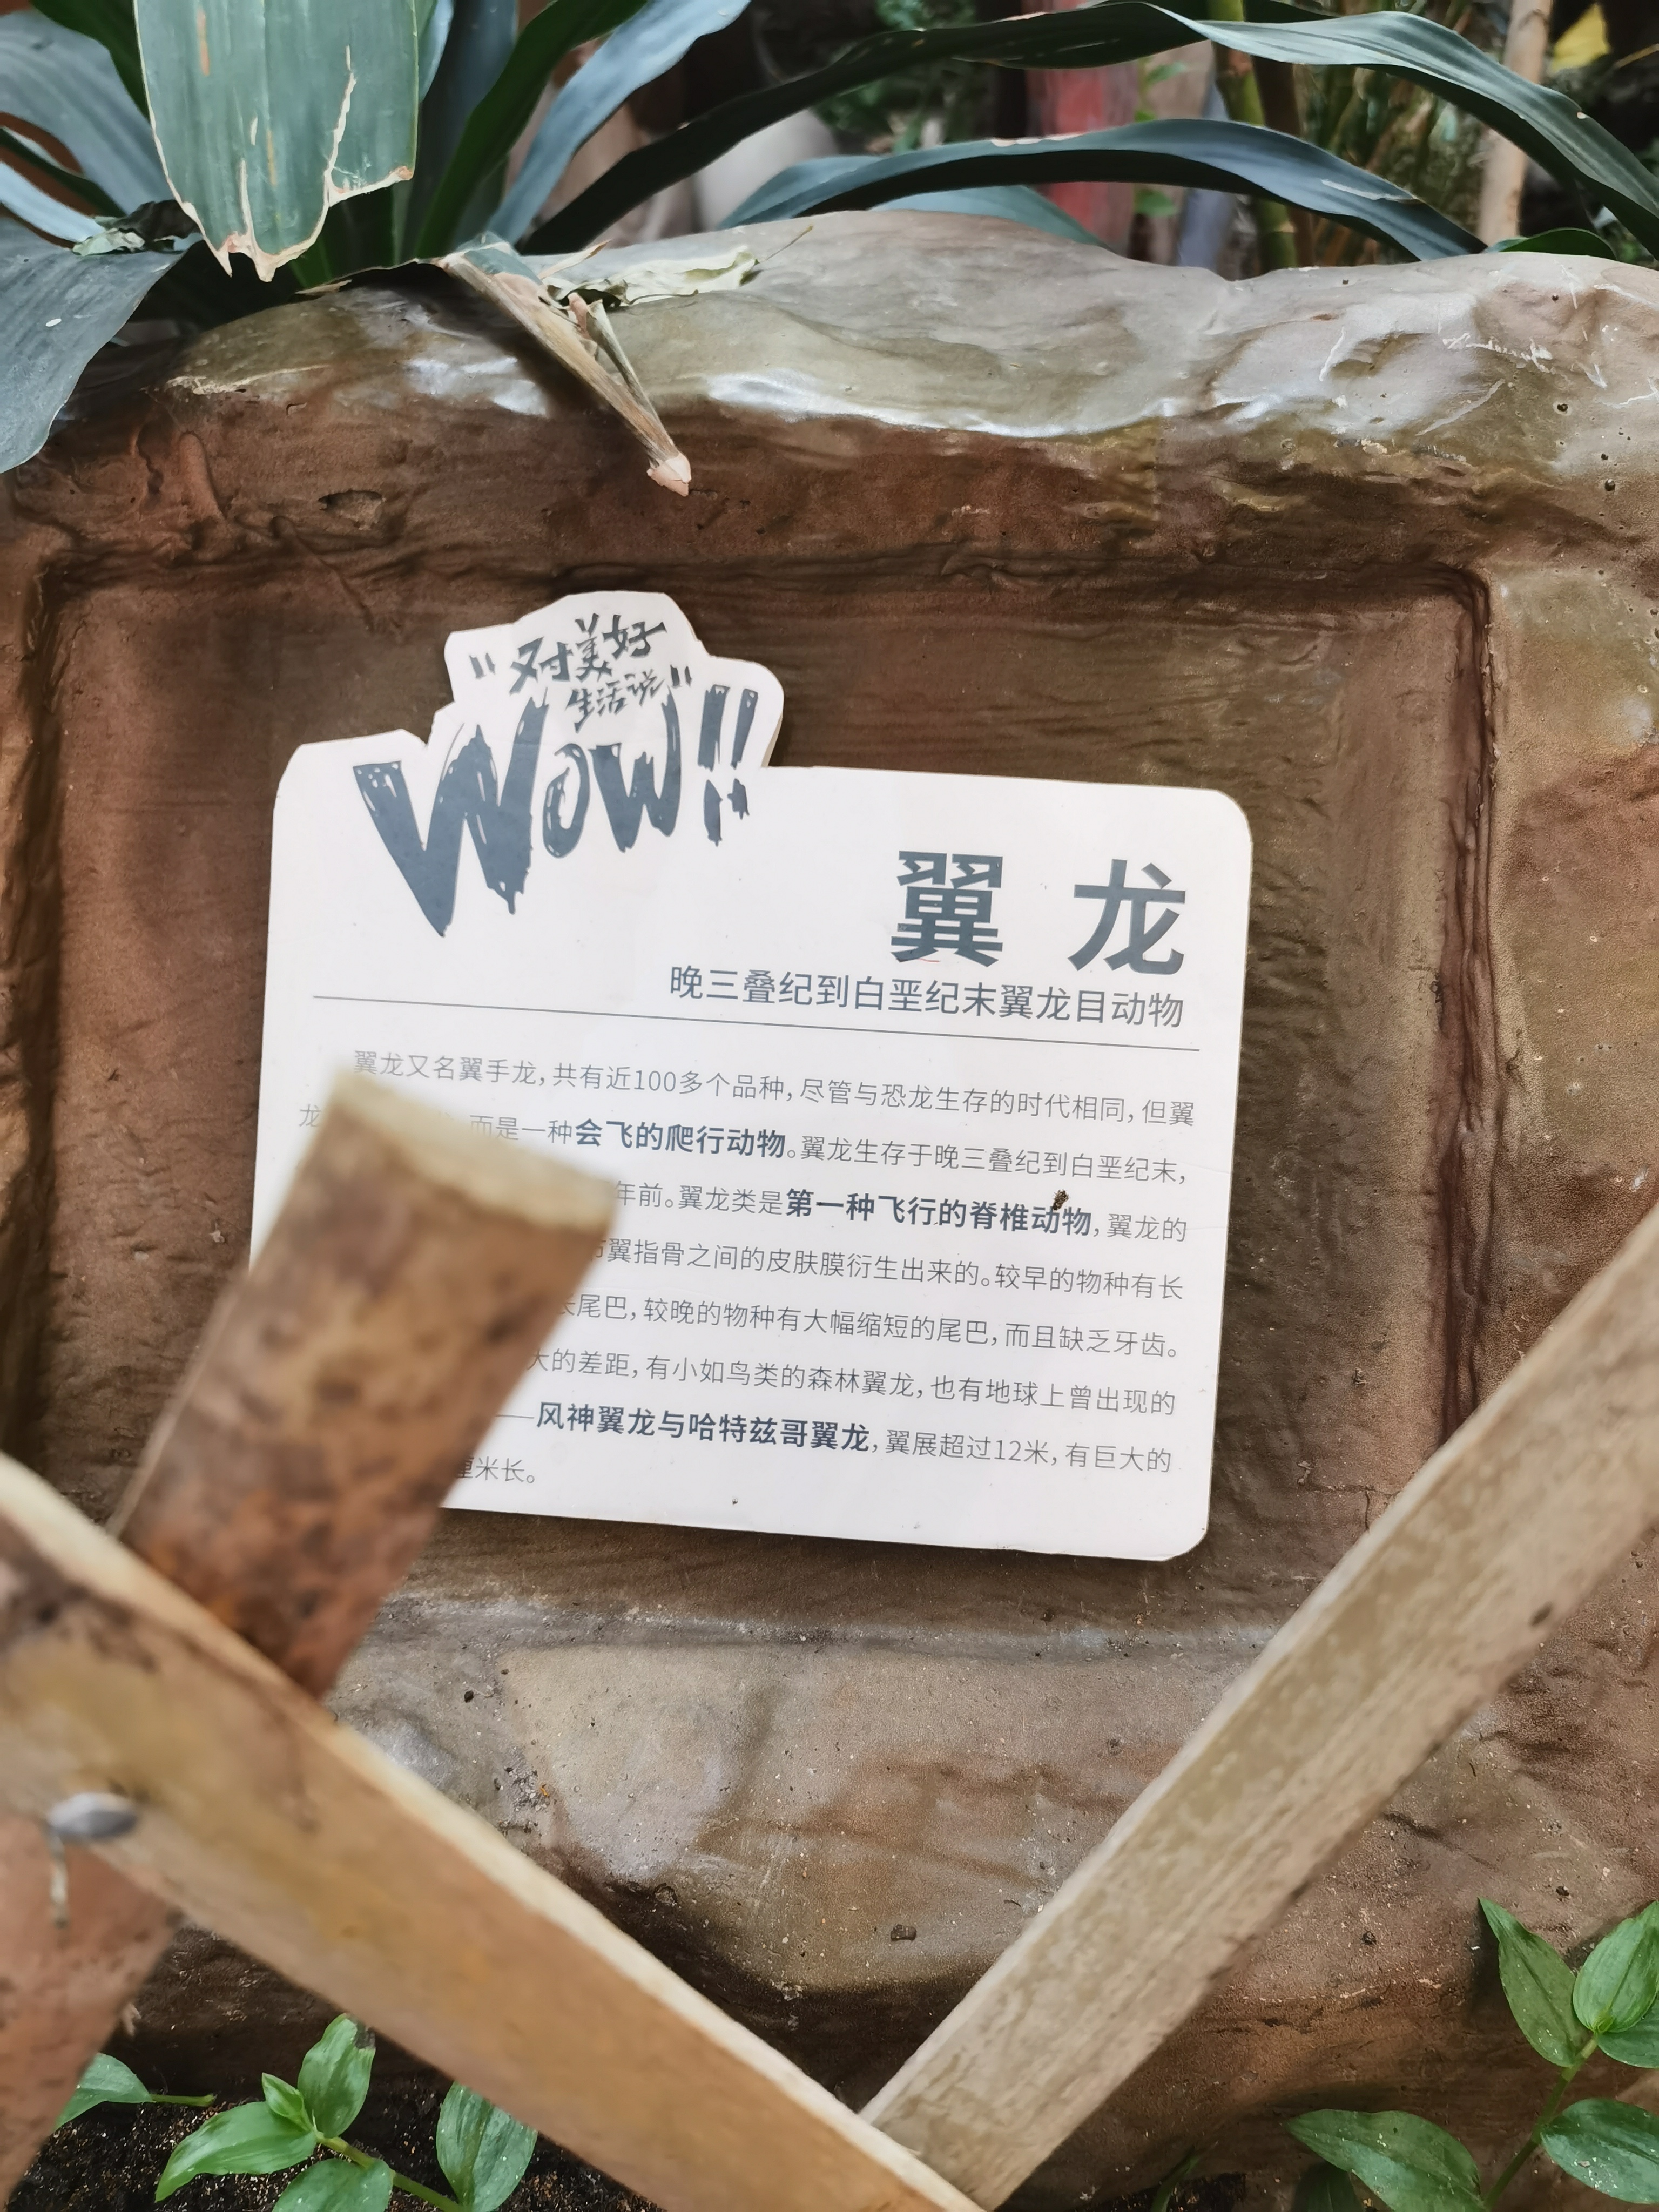 "对美好
生活说"
WOW!!
翼龙
晚三叠纪到白垩纪末翼龙目动物
翼龙又名翼手龙,共有近100多个品种,尽管与恐龙生存的时代相同,但翼
龙 而是一种会飞的爬行动物。翼龙生存于晚三叠纪到白垩纪末,
年前。翼龙类是第一种飞行的脊椎动物,翼龙的
翼指骨之间的皮肤膜衍生出来的。较早的物种有长
长尾巴,较晚的物种有大幅缩短的尾巴,而且缺乏牙齿。
大的差距,有小如鸟类的森林翼龙,也有地球上曾出现的
——风神翼龙与哈特兹哥翼龙,翼展超过12米,有巨大的
厘米长。